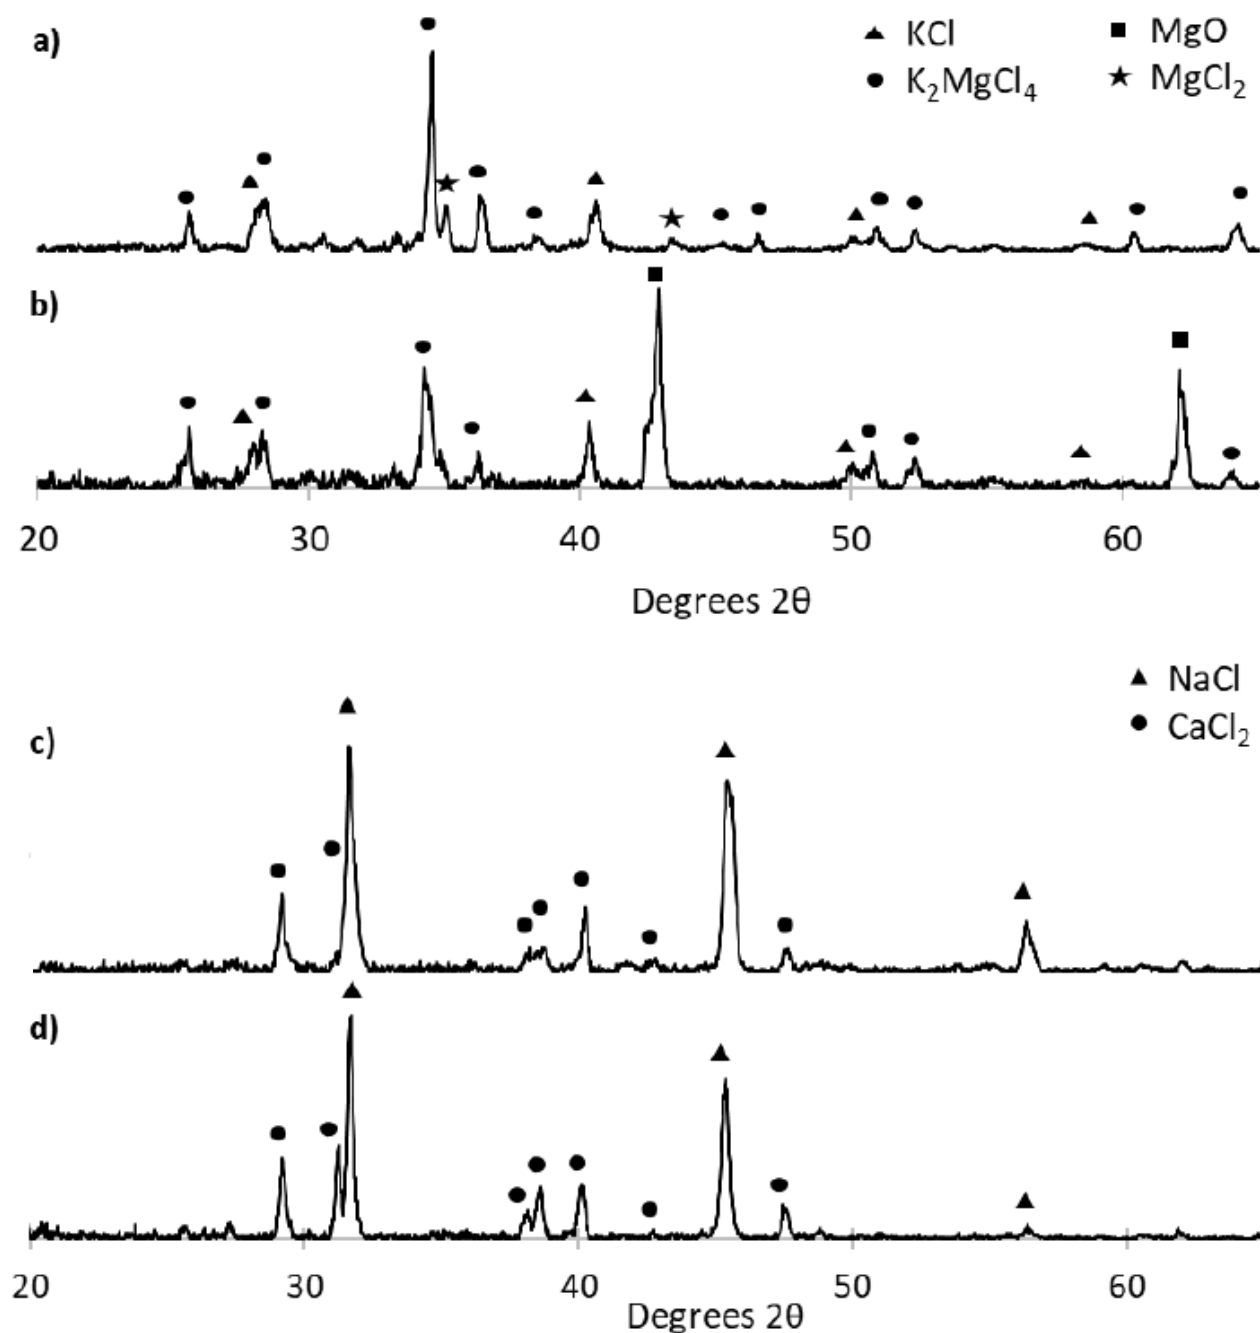 a)
▲ KCl ■ MgO
● K₂MgCl₄ ★ MgCl₂
b)
20 30 40 50 60
Degrees 2θ
▲ NaCl
● CaCl₂
c)
d)
20 30 40 50 60
Degrees 2θ